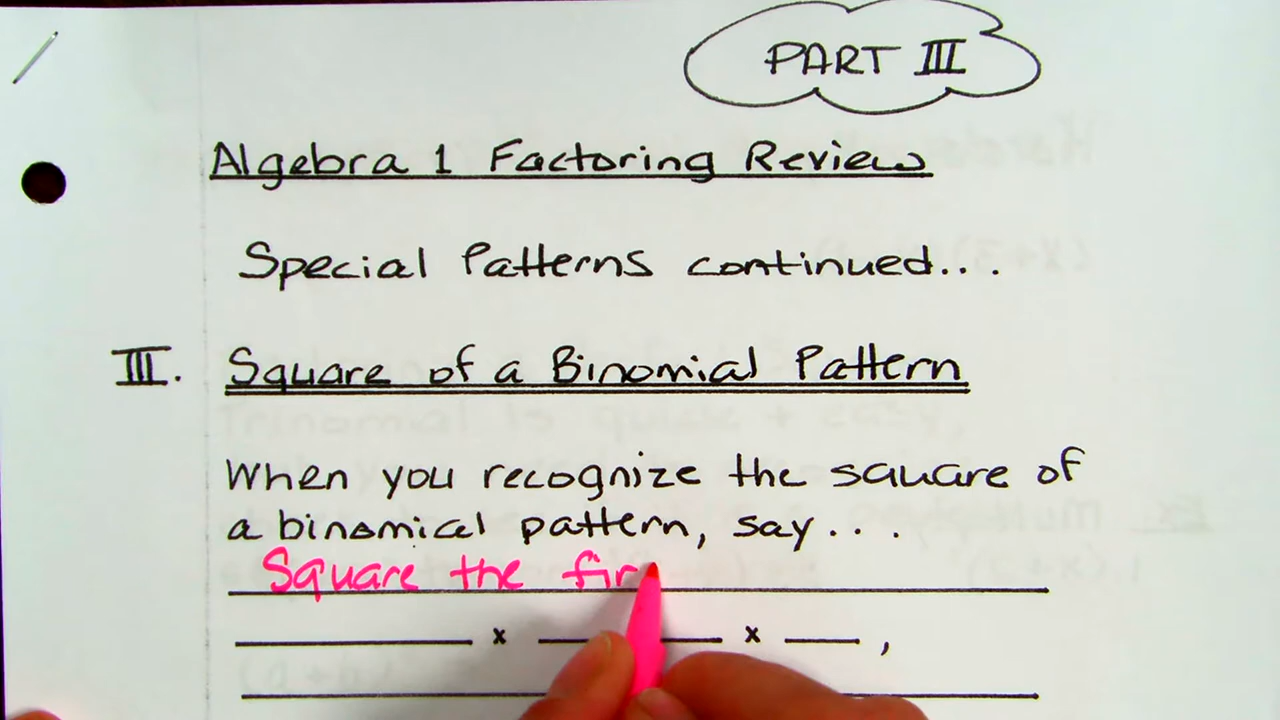 PART III
Algebra 1 Factoring Review
Special Patterns continued...
III. Square of a Binomial Pattern
When you recognize the square of
a binomical pattern, say...
Square the fir
x x ,